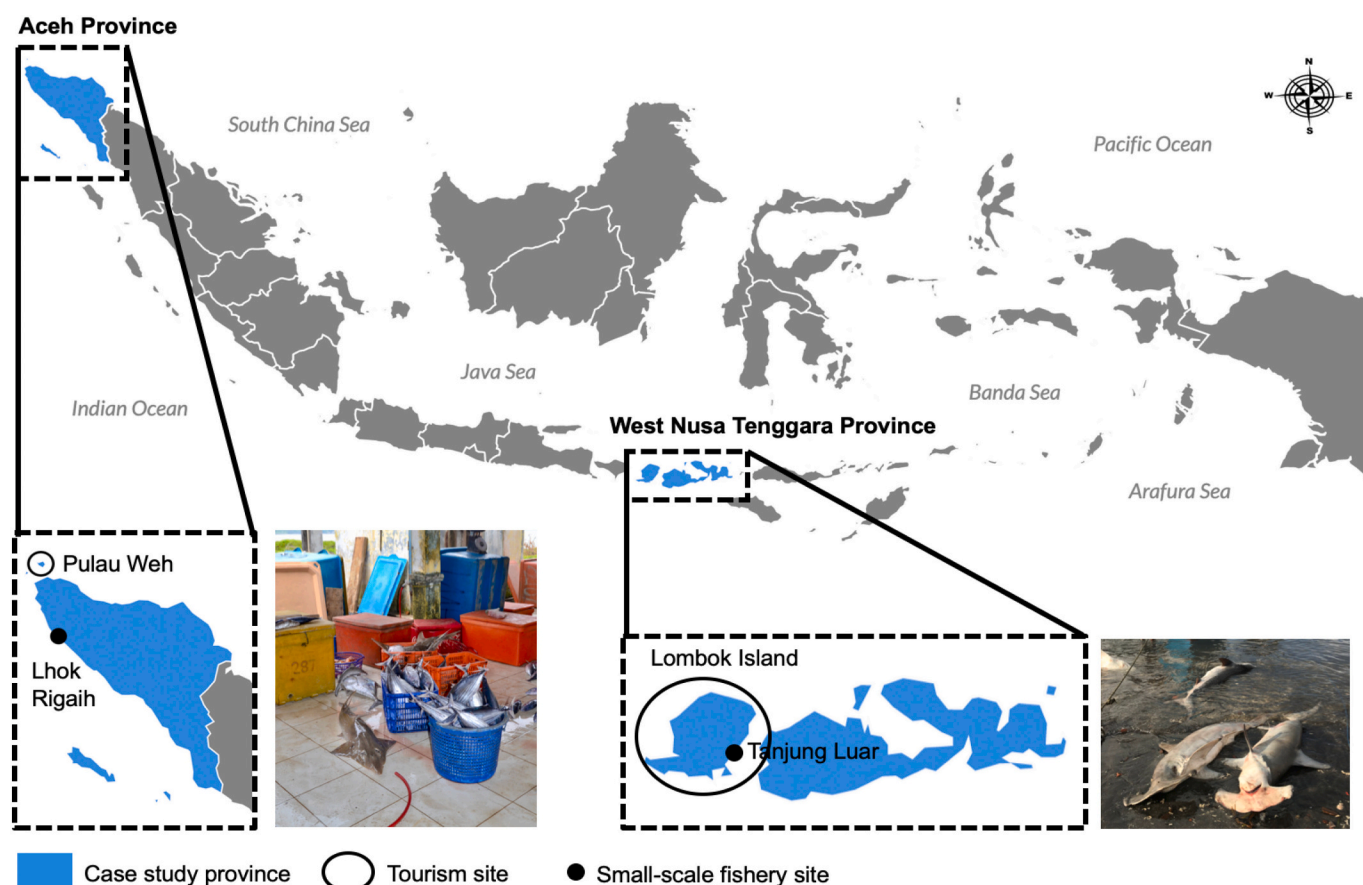 Aceh Province
N
W
E
S
South China Sea
Pacific Ocean
Java Sea
Indian Ocean
Banda Sea
West Nusa Tenggara Province
Arafura Sea
Pulau Weh
Lhok
Rigaih
287
Lombok Island
Tanjung Luar
Case study province
Tourism site
Small-scale fishery site